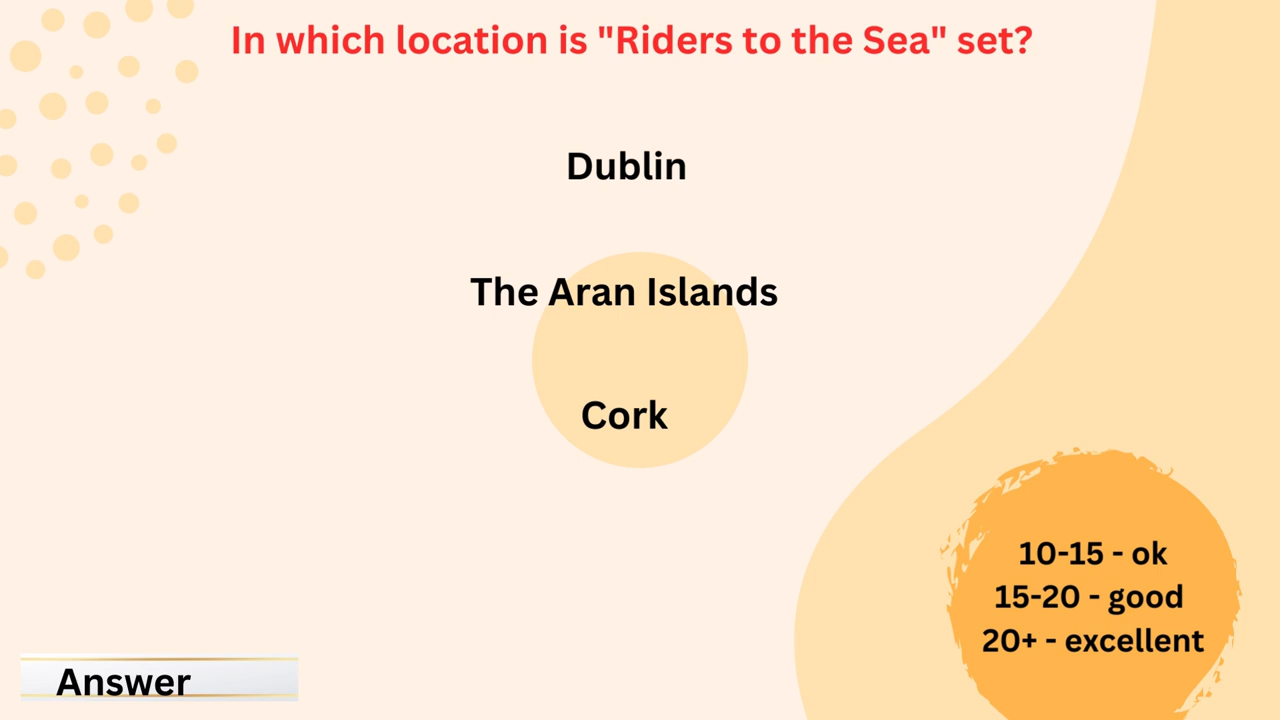 In which location is "Riders to the Sea" set?
Dublin
The Aran Islands
Cork
10-15 - ok
15-20 - good
20+ - excellent
Answer